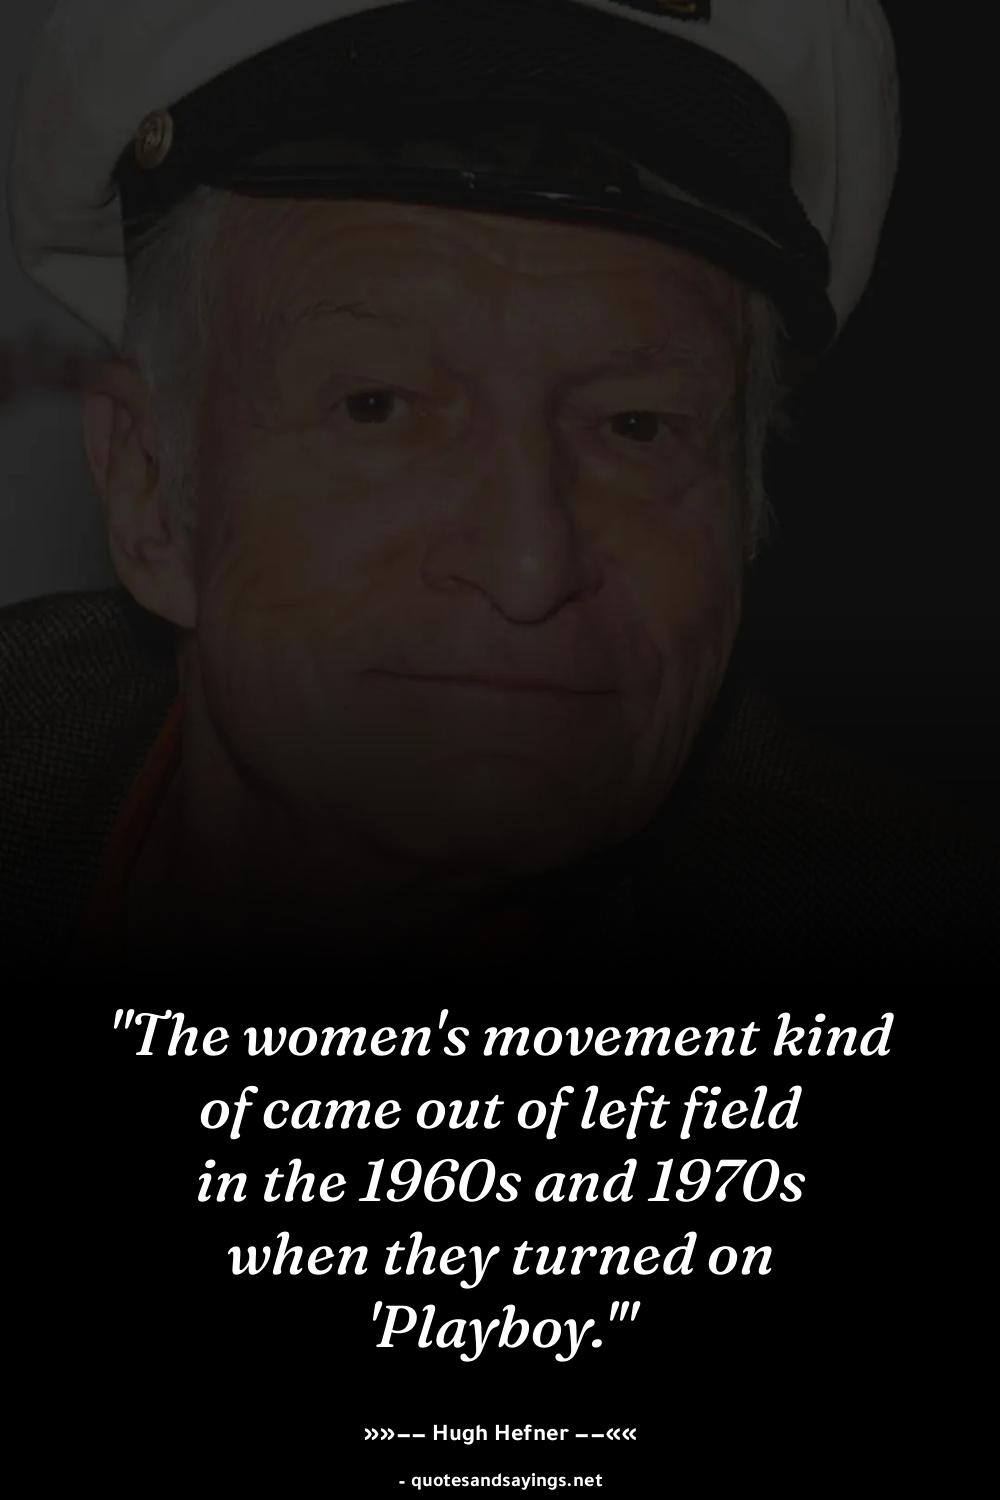 "The women's movement kind
of came out of left field
in the 1960s and 1970s
when they turned on
'Playboy.'"
»»−− Hugh Hefner −−««
- quotesandsayings.net